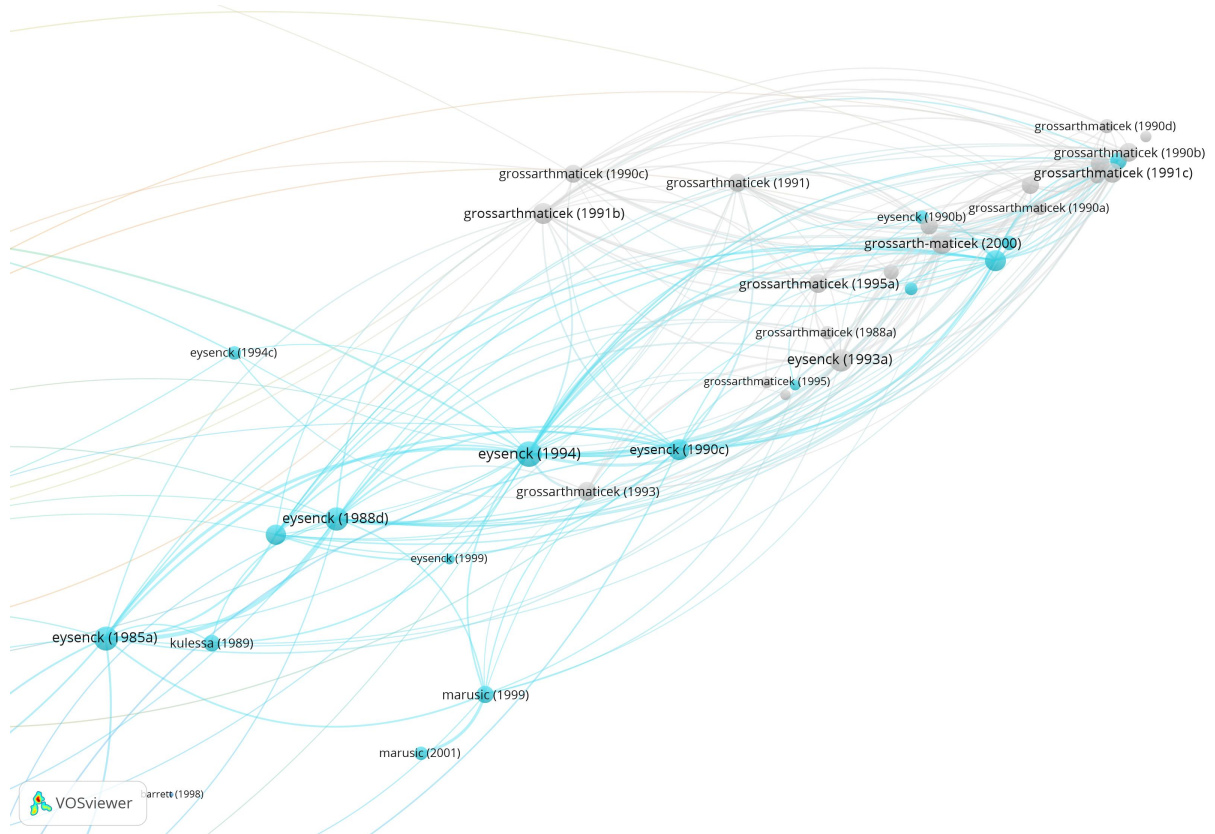 grossarthmaticek (1990d)
grossarthmaticek (1990b)
grossarthmaticek (1991c)
grossarthmaticek (1990c)
grossarthmaticek (1991)
grossarthmaticek (1990a)
grossarthmaticek (1991b)
eysenck (1990b)
grossarth-maticek (2000)
grossarthmaticek (1995a)
grossarthmaticek (1988a)
eysenck (1994c)
eysenck (1993a)
grossarthmaticek (1995)
eysenck (1994)
eysenck (1990c)
grossarthmaticek (1993)
eysenck (1988d)
eysenck (1999)
eysenck (1985a)
kulessa (1989)
marusic (1999)
marusic (2001)
barrett (1998)
VOSviewer